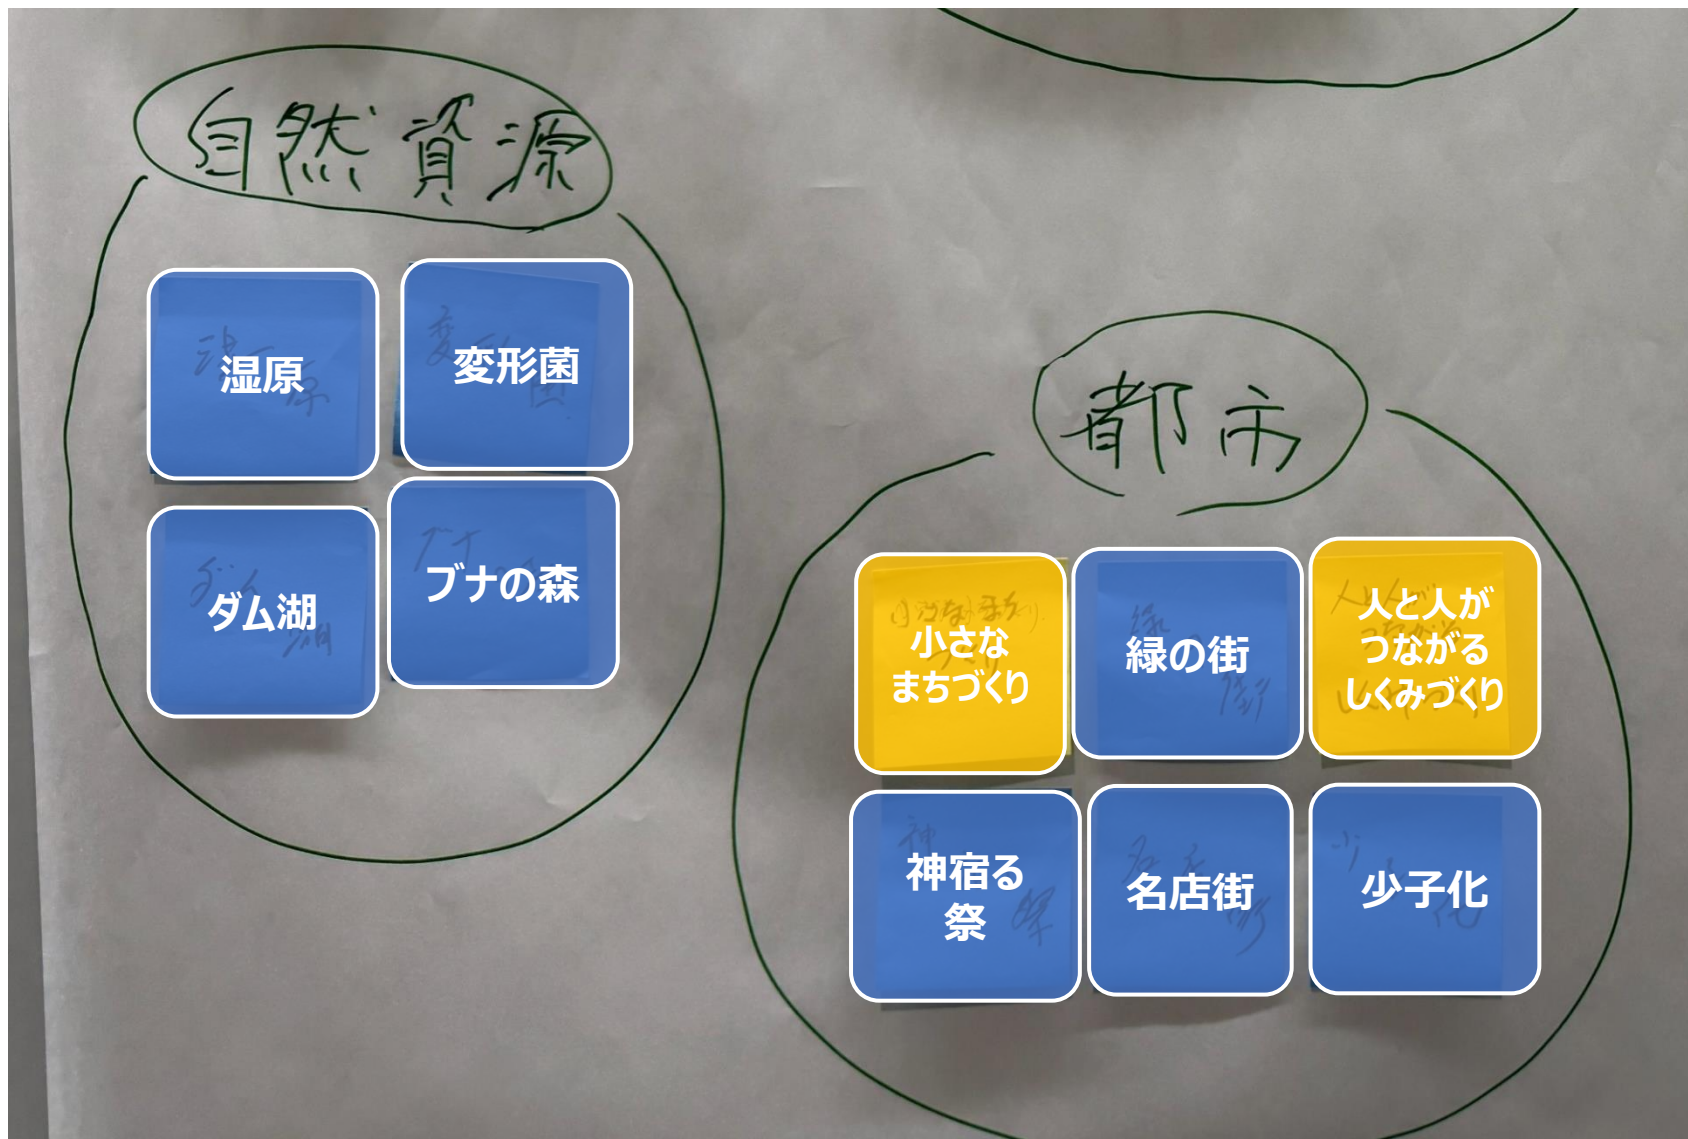 自然資源
湿原
変形菌
ダム湖
ブナの森
都市
小さな
まちづくり
緑の街
人と人が
つながる
しくみづくり
神宿る
祭
名店街
少子化